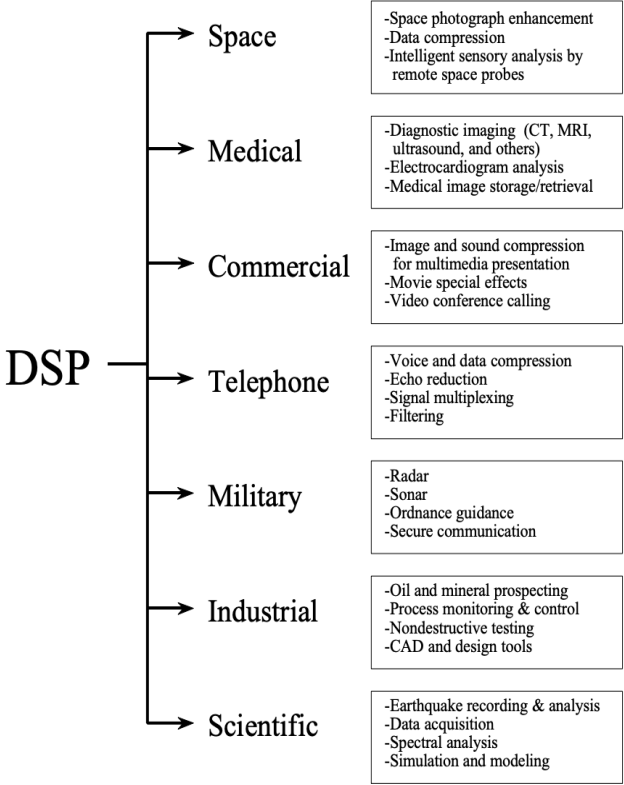 Space
-Space photograph enhancement
-Data compression
-Intelligent sensory analysis by
remote space probes
Medical
-Diagnostic imaging (CT, MRI,
ultrasound, and others)
-Electrocardiogram analysis
-Medical image storage/retrieval
Commercial
-Image and sound compression
for multimedia presentation
-Movie special effects
-Video conference calling
DSP
Telephone
-Voice and data compression
-Echo reduction
-Signal multiplexing
-Filtering
Military
-Radar
-Sonar
-Ordnance guidance
-Secure communication
Industrial
-Oil and mineral prospecting
-Process monitoring & control
-Nondestructive testing
-CAD and design tools
Scientific
-Earthquake recording & analysis
-Data acquisition
-Spectral analysis
-Simulation and modeling